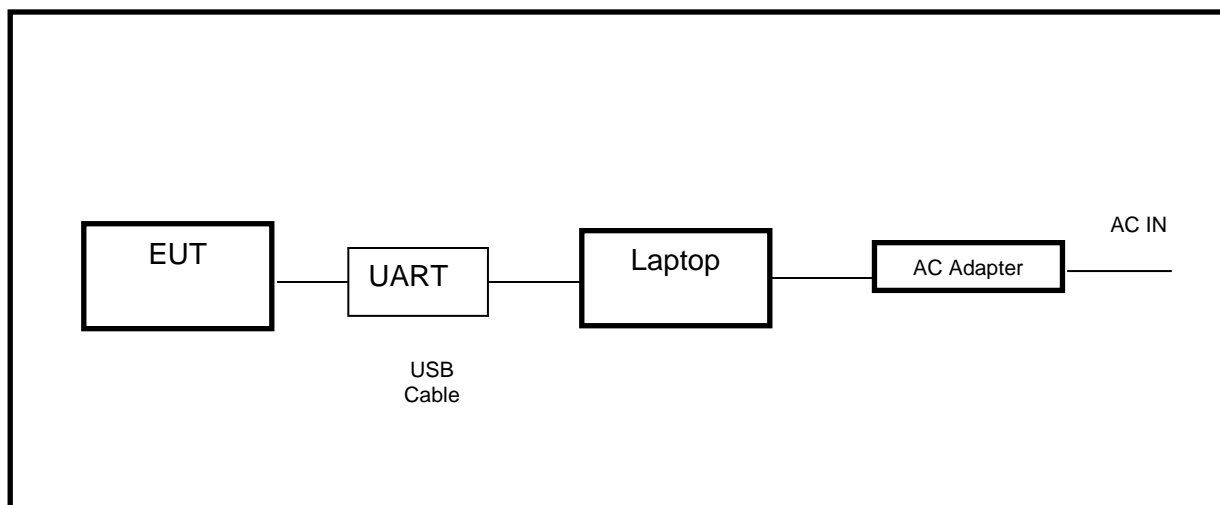 EUT
UART
Laptop
AC Adapter
AC IN
USB
Cable